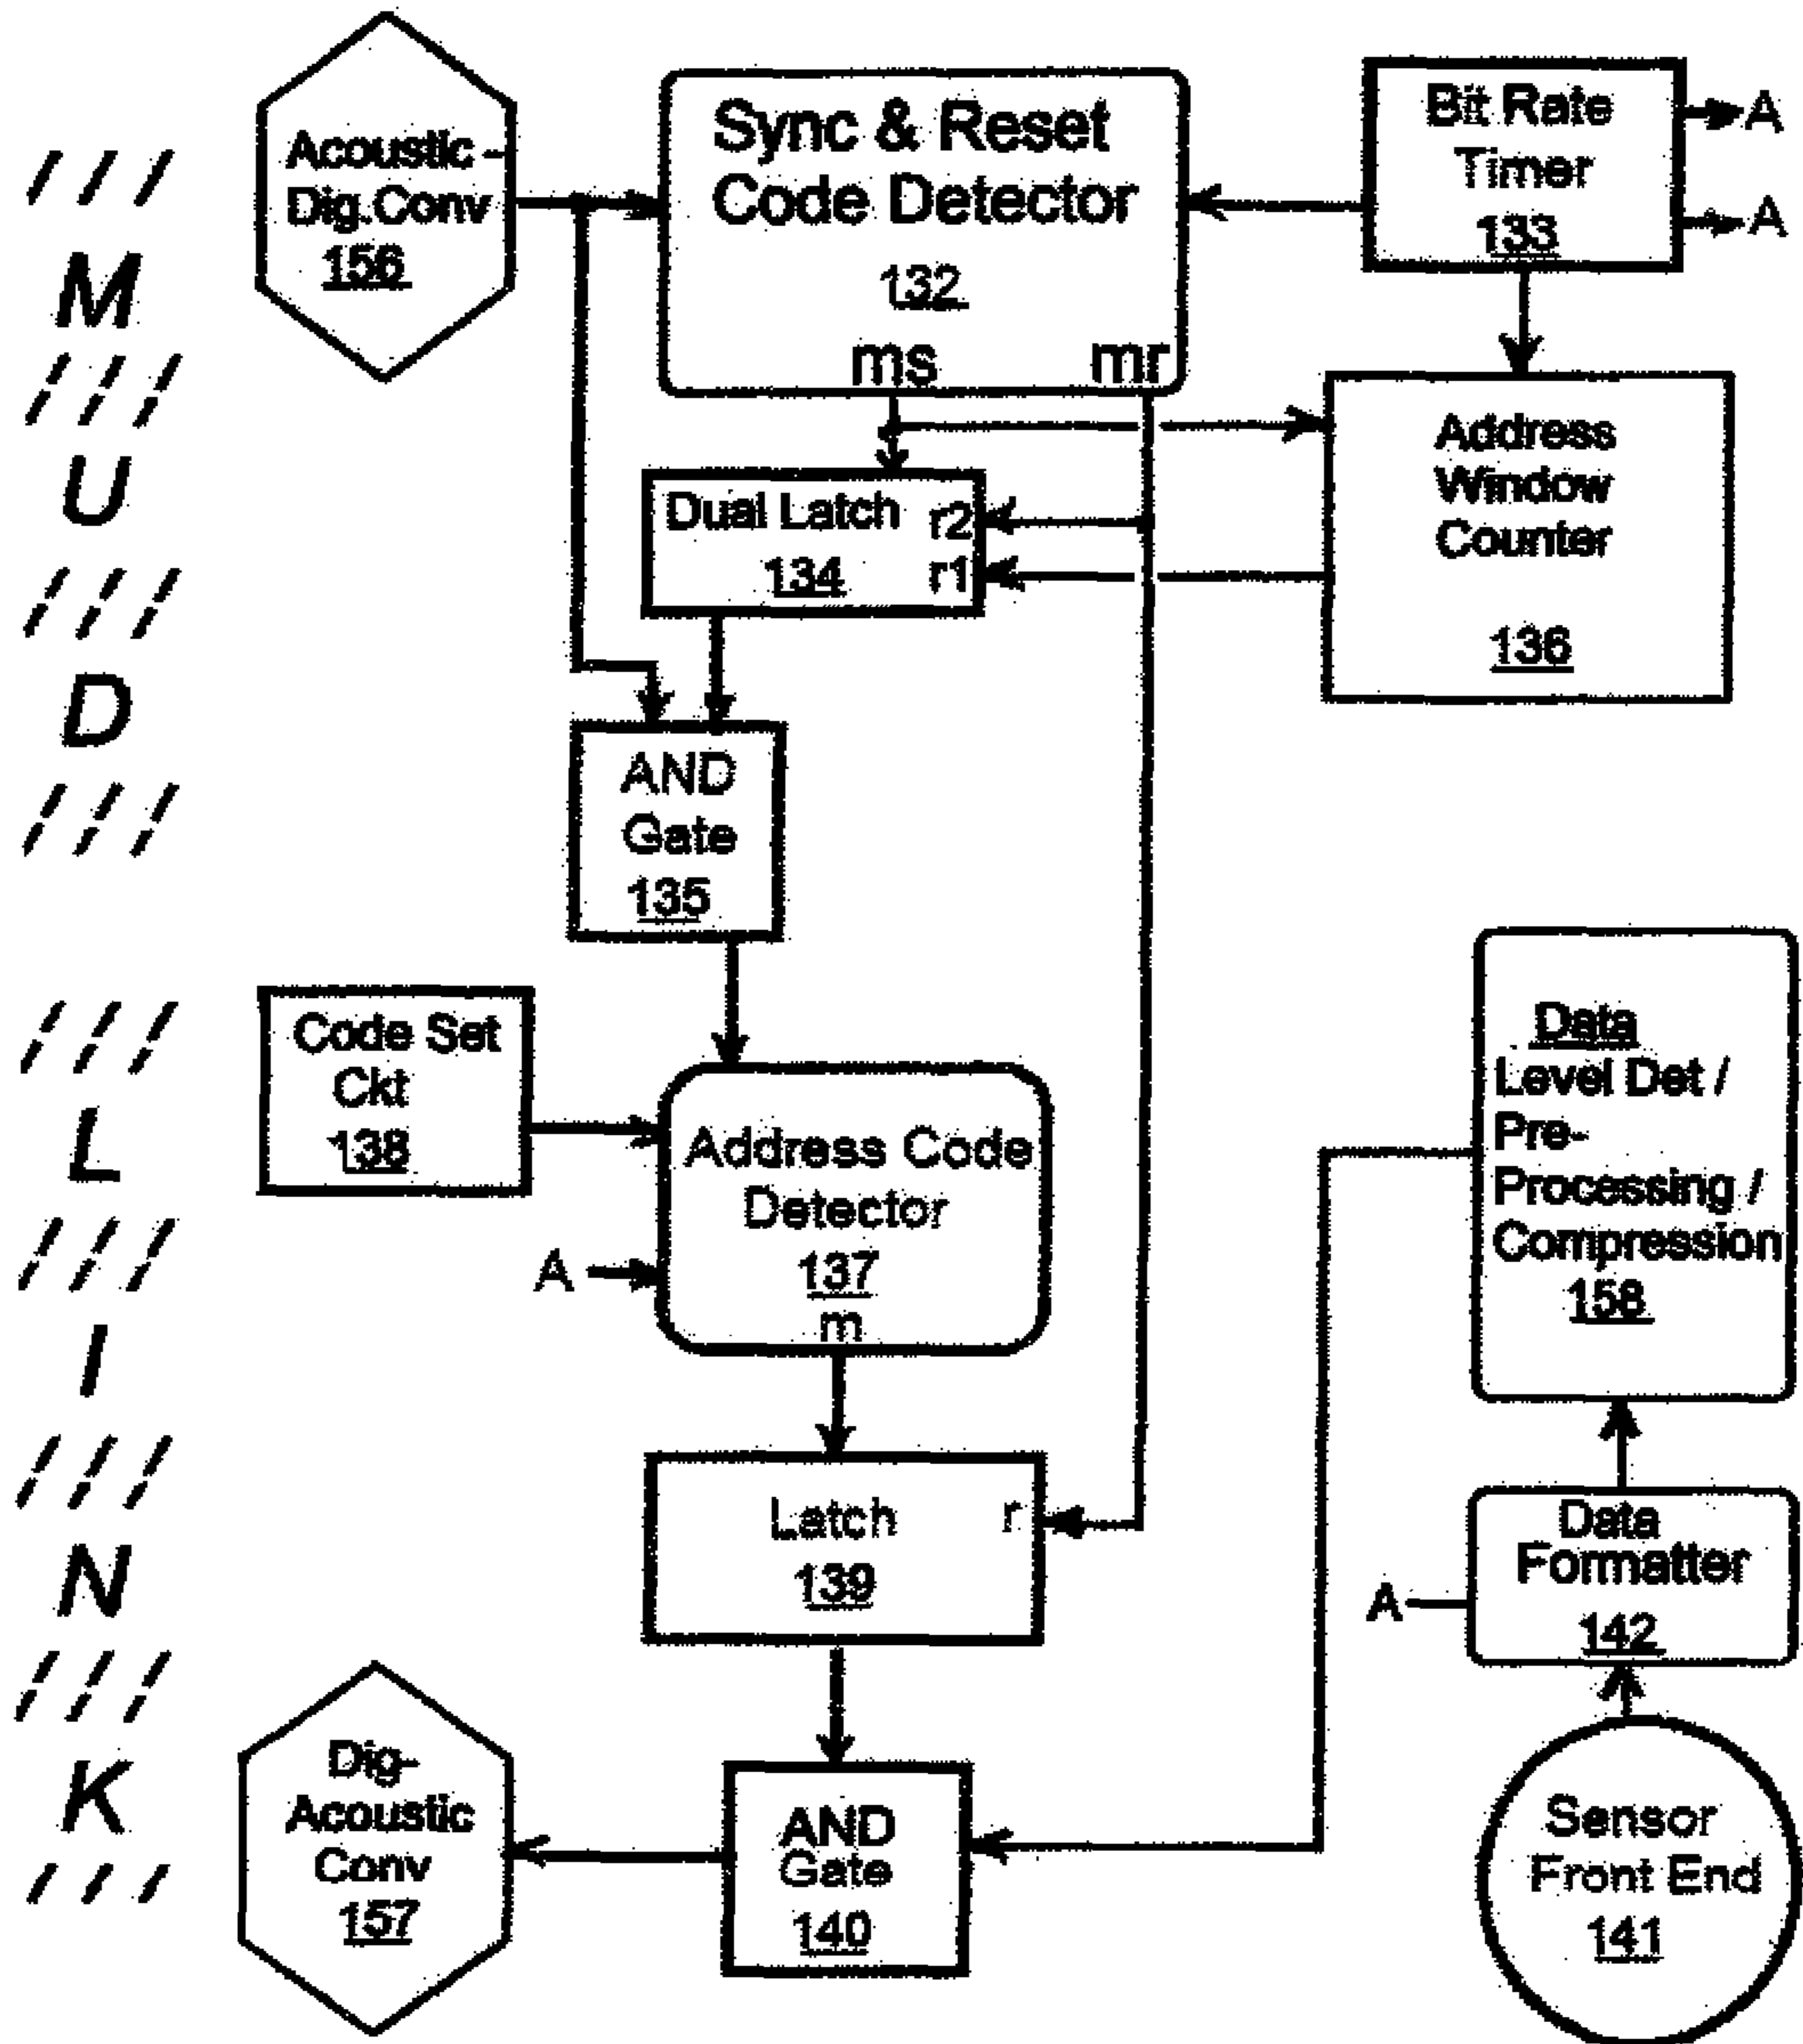 Acoustic -
Dig.Conv
156
Sync & Reset
Code Detector
132
ms
mr
Bit Rate
Timer
133
A
A
M
U
D
L
I
N
K
Address
Window
Counter
136
Dual Latch
134
r2
r1
AND
Gate
135
Code Set
Ckt
138
Address Code
Detector
137
m
A
Data
Level Det /
Pre-
Processing /
Compression
158
Latch
139
r
Data
Formatter
142
A
Dig-
Acoustic
Conv
157
AND
Gate
140
Sensor
Front End
141